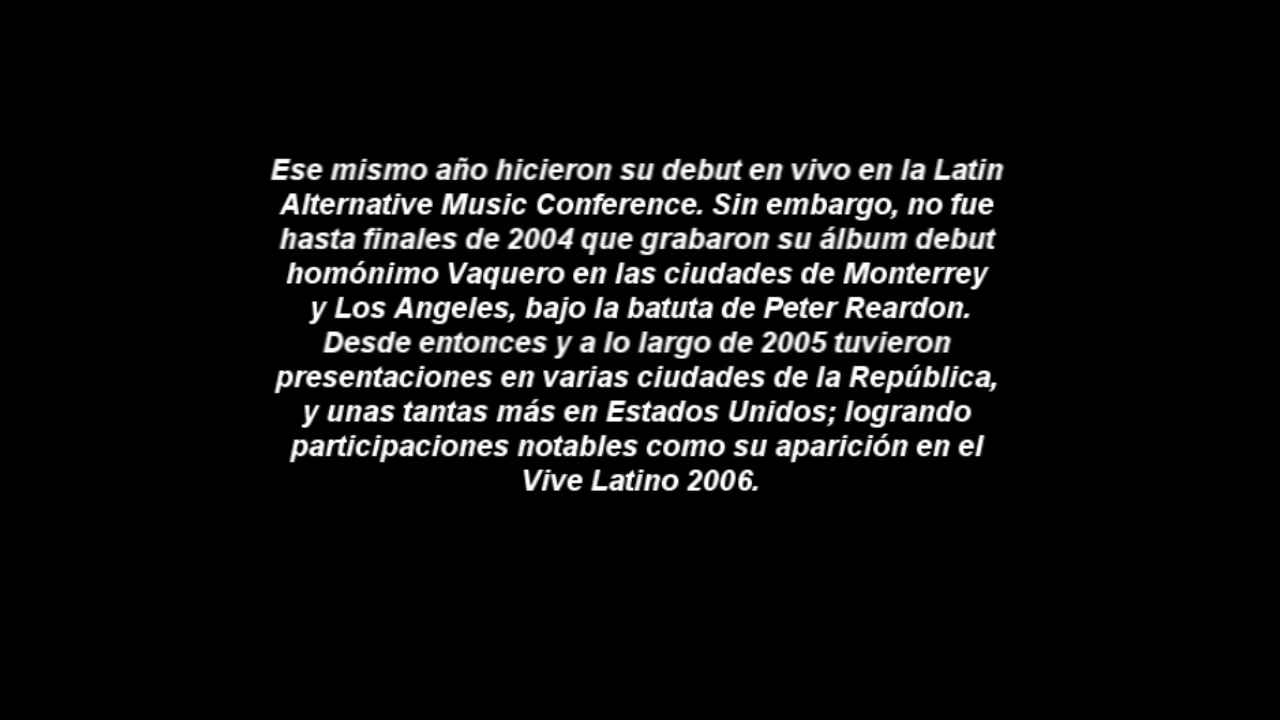 Ese mismo año hicieron su debut en vivo en la Latin
Alternative Music Conference. Sin embargo, no fue
hasta finales de 2004 que grabaron su álbum debut
homónimo Vaquero en las ciudades de Monterrey
y Los Angeles, bajo la batuta de Peter Reardon.
Desde entonces y a lo largo de 2005 tuvieron
presentaciones en varias ciudades de la República,
y unas tantas más en Estados Unidos; logrando
participaciones notables como su aparición en el
Vive Latino 2006.